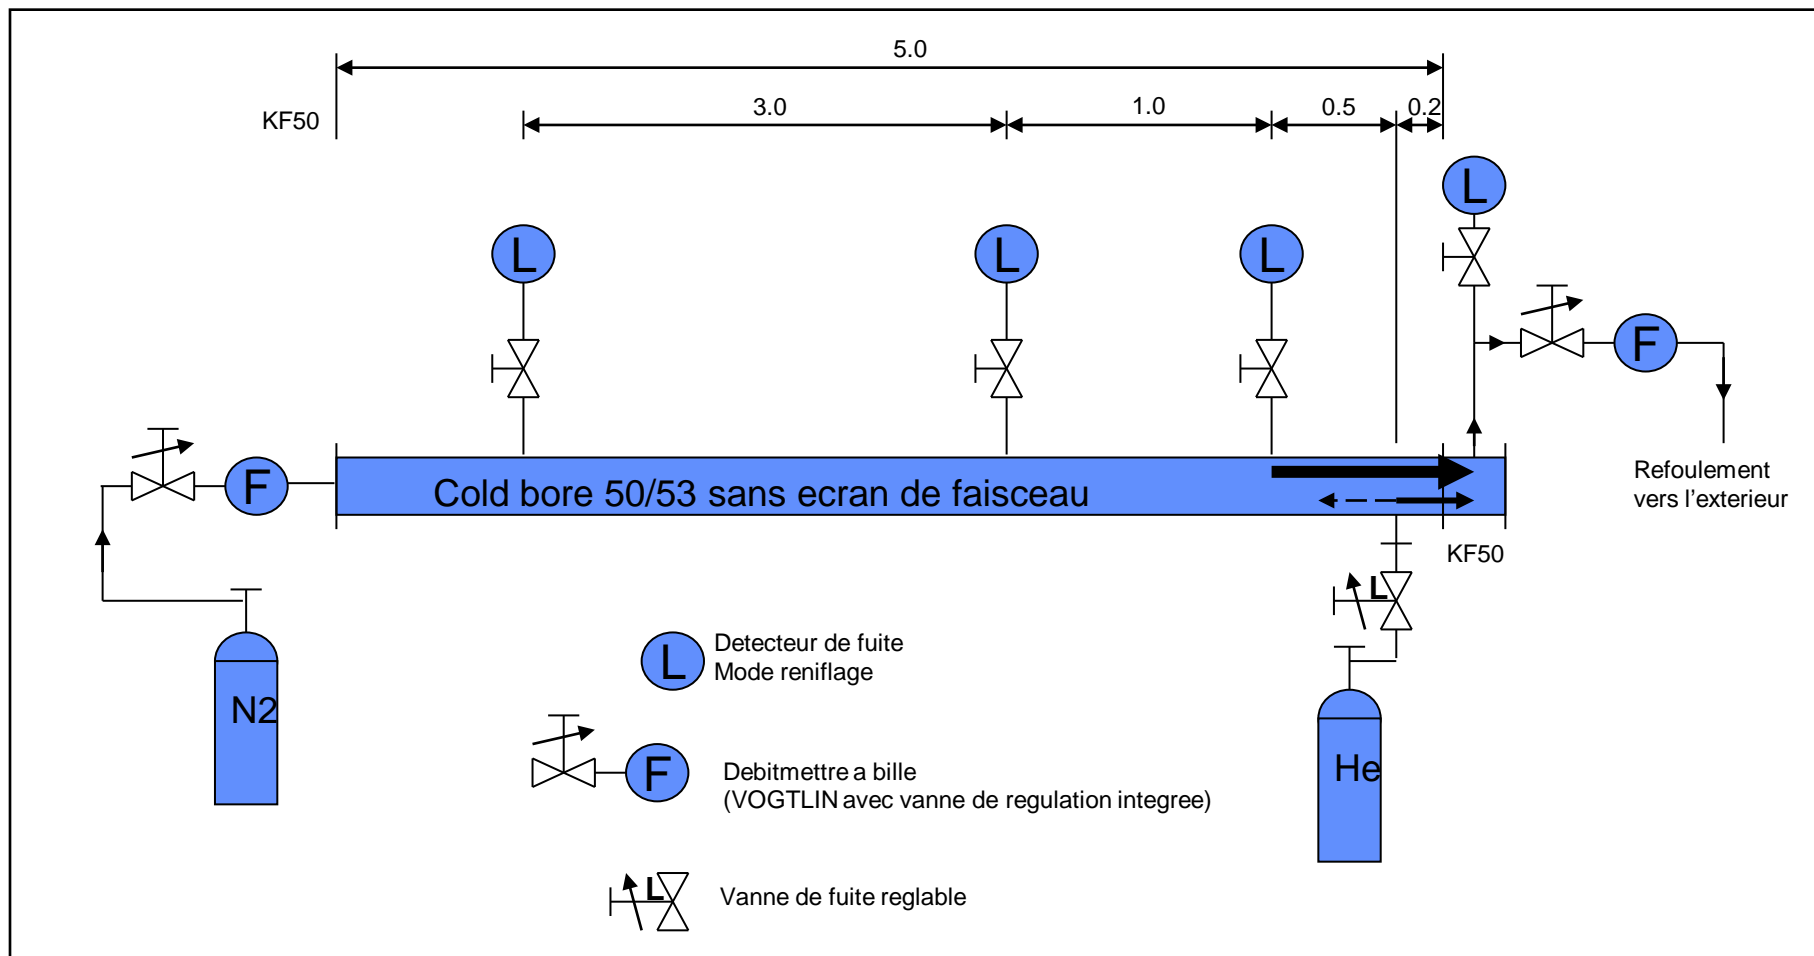 5.0
3.0
1.0
0.5
0.2
KF50
L
L
L
L
F
F
Cold bore 50/53 sans ecran de faisceau
Refoulement
vers l'exterieur
KF50
L
N2
He
L
Detecteur de fuite
Mode reniflage
F
Debitmettre a bille
(VOGTLIN avec vanne de regulation integree)
L
Vanne de fuite reglable